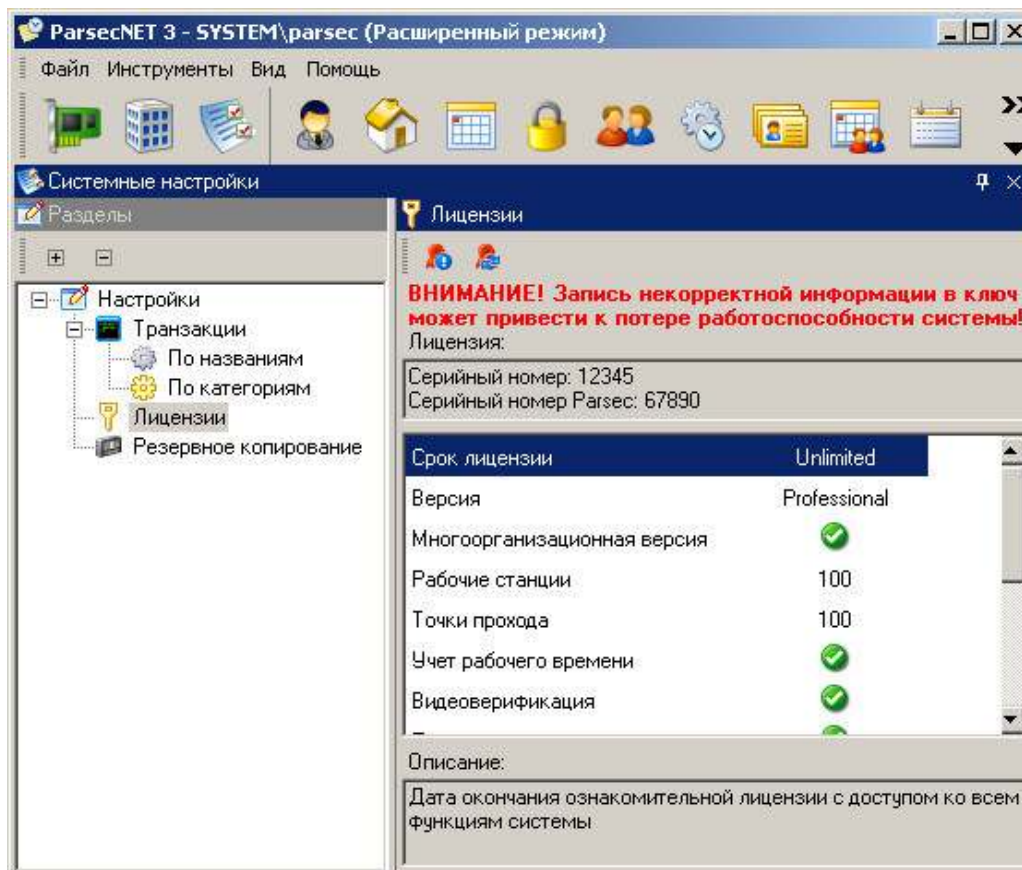 ParsecNET 3 - SYSTEM\parsec (Расширенный режим)
Файл Инструменты Вид Помощь
Системные настройки
Разделы
Настройки
Транзакции
По названиям
По категориям
Лицензии
Резервное копирование
Лицензии
ВНИМАНИЕ! Запись некорректной информации в ключ
может привести к потере работоспособности системы!
Лицензия:
Серийный номер: 12345
Серийный номер Parsec: 67890
Срок лицензии Unlimited
Версия Professional
Многоорганизационная версия
Рабочие станции 100
Точки прохода 100
Учет рабочего времени
Видеоверификация
Описание:
Дата окончания ознакомительной лицензии с доступом ко всем
функциям системы